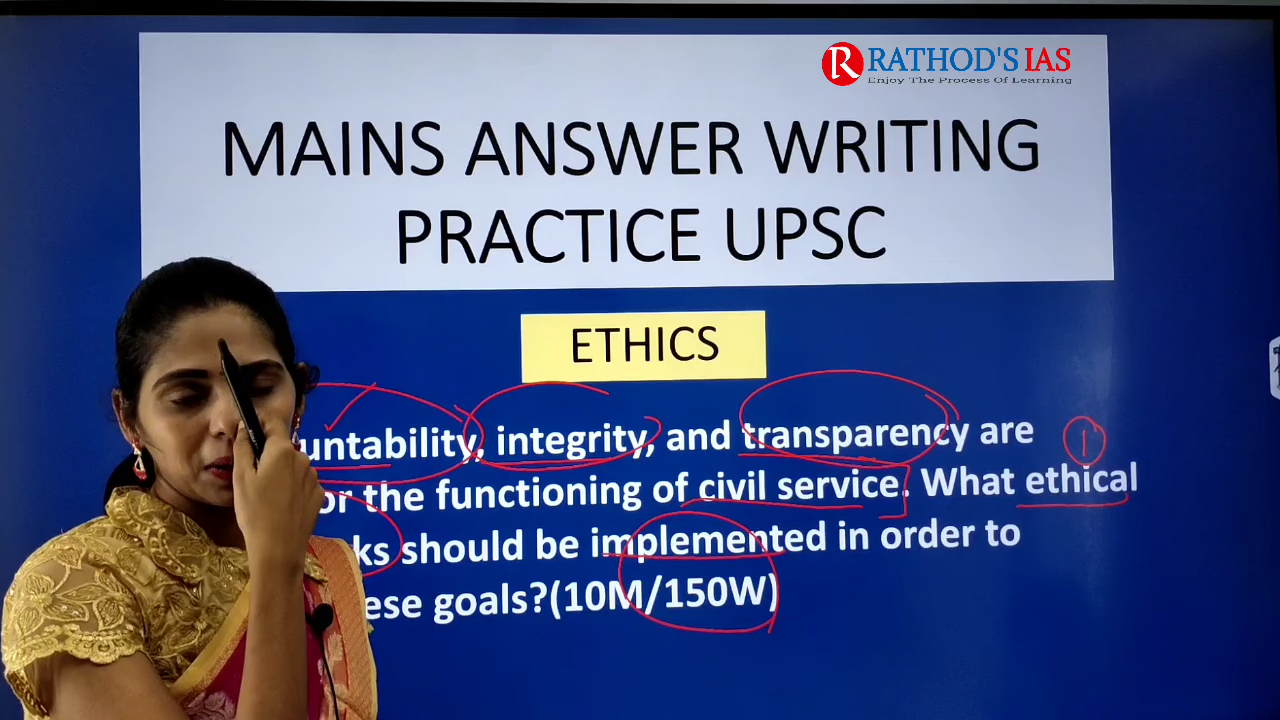 RATHOD'S IAS
Enjoy The Process Of Learning
MAINS ANSWER WRITING
PRACTICE UPSC
ETHICS
untability, integrity, and transparency are
or the functioning of civil service. What ethical
ks should be implemented in order to
ese goals?(10M/150W)
1